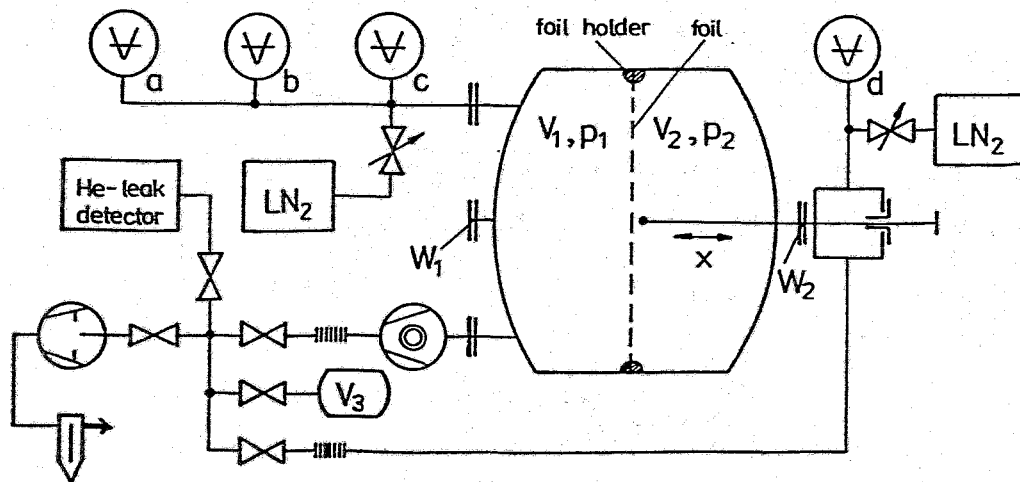 foil holder
foil
a
b
c
d
V1, p1
V2, p2
LN2
He-leak
detector
LN2
W1
x
W2
V3